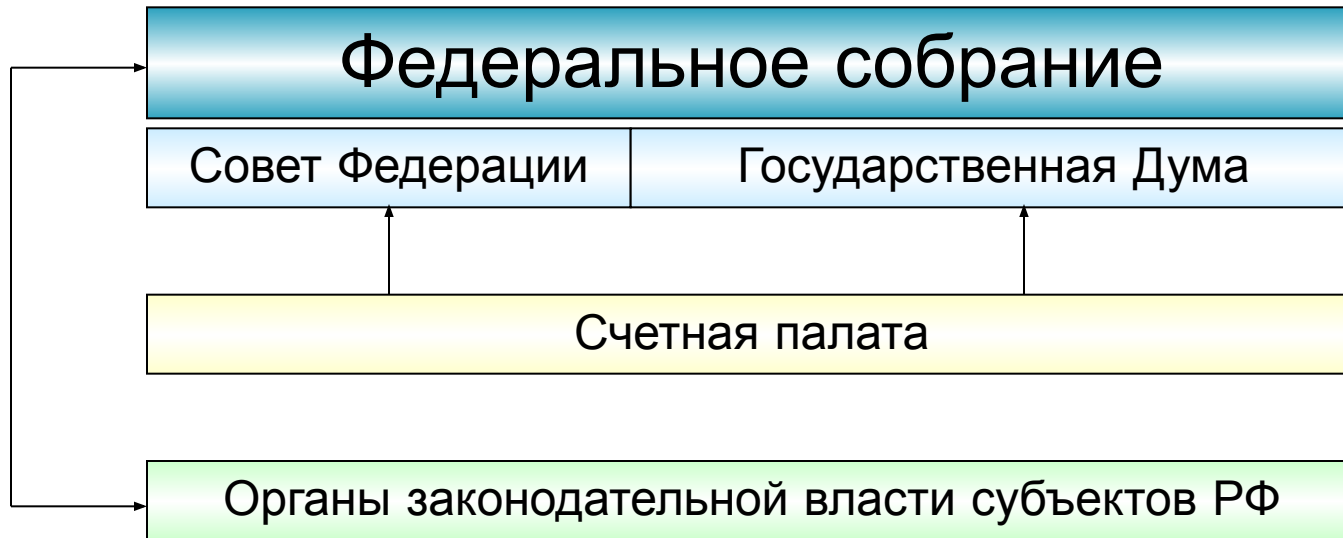 Федеральное собрание
Совет Федерации
Государственная Дума
Счетная палата
Органы законодательной власти субъектов РФ